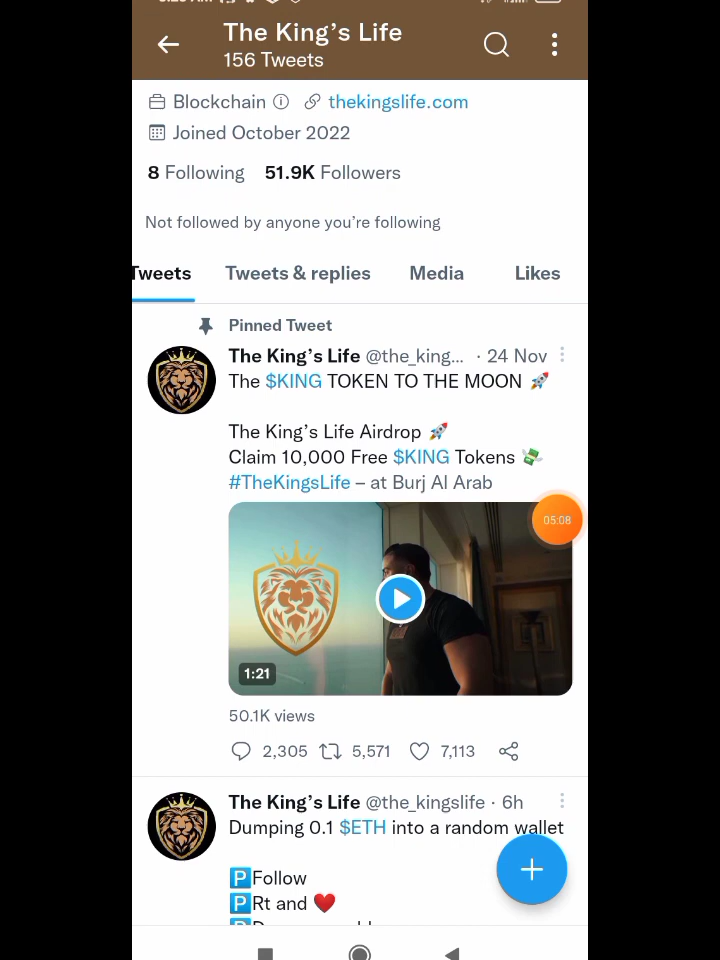 The King's Life
156 Tweets
Blockchain thekingslife.com
Joined October 2022
8 Following 51.9K Followers
Not followed by anyone you're following
Tweets Tweets & replies Media Likes
Pinned Tweet
The King's Life @the_king... · 24 Nov
The $KING TOKEN TO THE MOON 🚀
The King's Life Airdrop 🚀
Claim 10,000 Free $KING Tokens 💸
#TheKingsLife – at Burj Al Arab
05:08
1:21
50.1K views
2,305 5,571 7,113
The King's Life @the_kingslife · 6h
Dumping 0.1 $ETH into a random wallet
🅿️Follow
🅿️Rt and ❤️